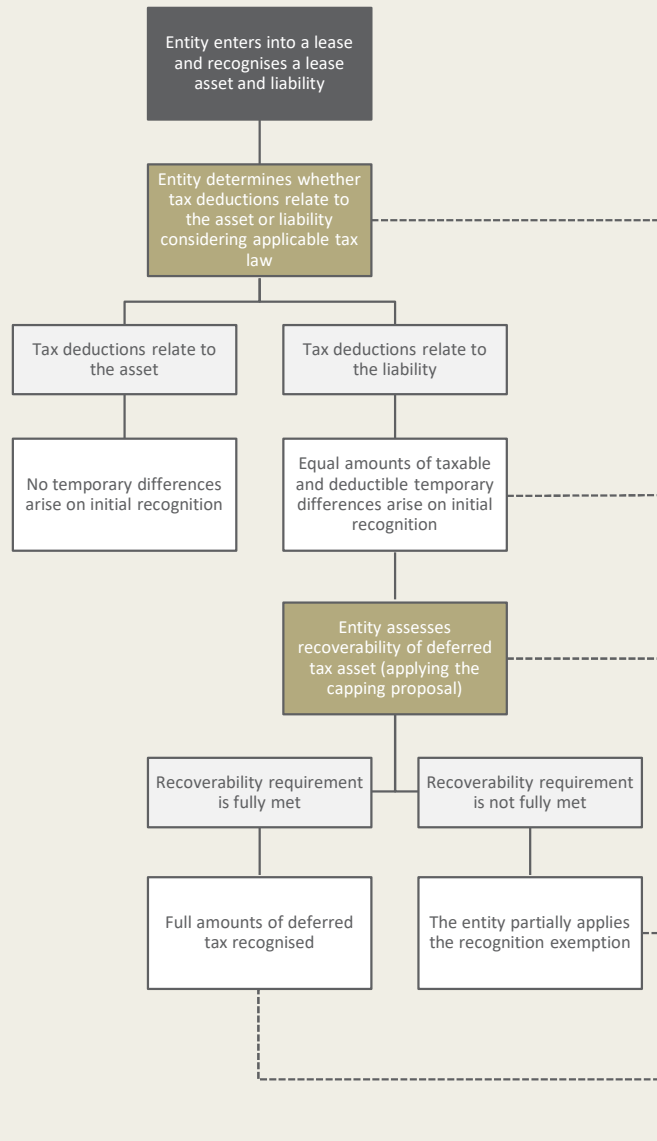 Entity enters into a lease
and recognises a lease
asset and liability
Entity determines whether
tax deductions relate to
the asset or liability
considering applicable tax
law
Tax deductions relate to
the asset
Tax deductions relate to
the liability
No temporary differences
arise on initial recognition
Equal amounts of taxable
and deductible temporary
differences arise on initial
recognition
Entity assesses
recoverability of deferred
tax asset (applying the
capping proposal)
Recoverability requirement
is fully met
Recoverability requirement
is not fully met
Full amounts of deferred
tax recognised
The entity partially applies
the recognition exemption